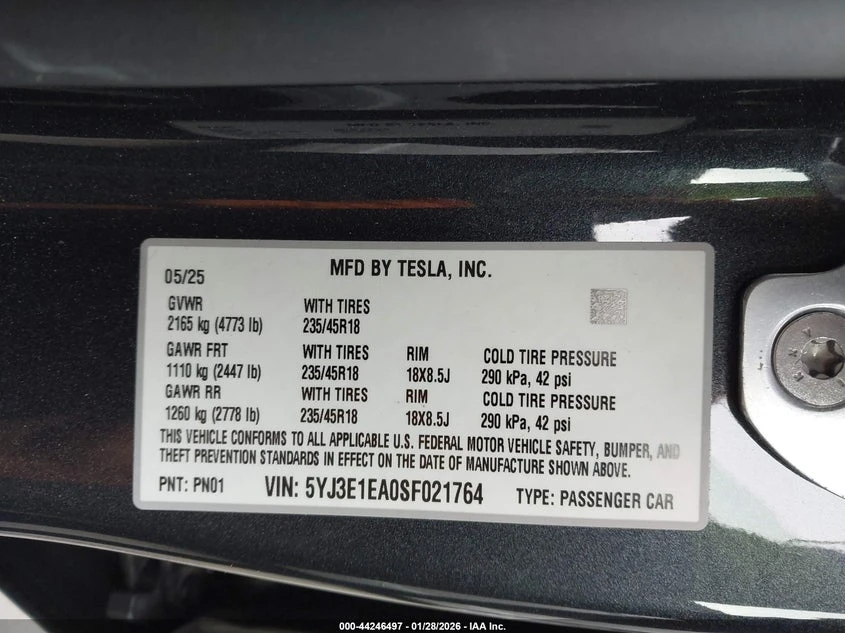 MFD BY TESLA, INC.
05/25
MFD BY TESLA, INC.
GVWR WITH TIRES
2165 kg (4773 lb) 235/45R18
GAWR FRT WITH TIRES RIM COLD TIRE PRESSURE
1110 kg (2447 lb) 235/45R18 18X8.5J 290 kPa, 42 psi
GAWR RR WITH TIRES RIM COLD TIRE PRESSURE
1260 kg (2778 lb) 235/45R18 18X8.5J 290 kPa, 42 psi
THIS VEHICLE CONFORMS TO ALL APPLICABLE U.S. FEDERAL MOTOR VEHICLE SAFETY, BUMPER, AND
THEFT PREVENTION STANDARDS IN EFFECT ON THE DATE OF MANUFACTURE SHOWN ABOVE.
PNT: PN01 VIN: 5YJ3E1EA0SF021764 TYPE: PASSENGER CAR
000-44246497 - 01/28/2026 - IAA Inc.